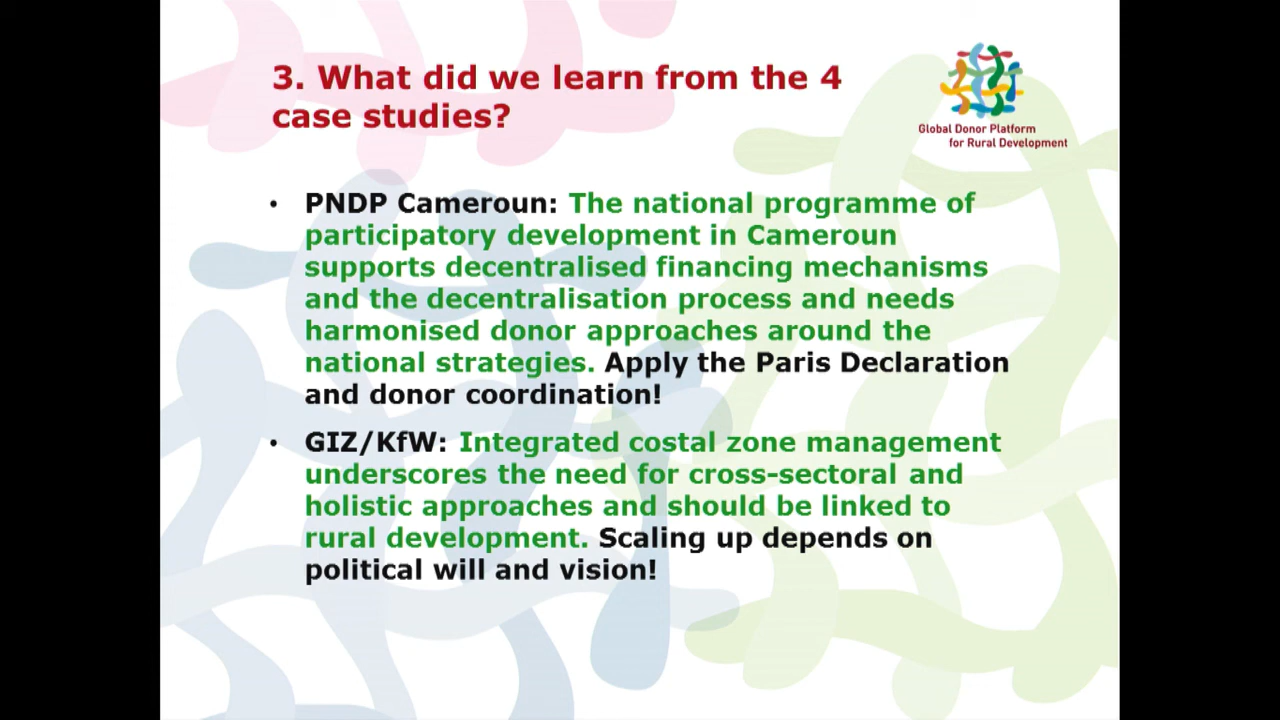 3. What did we learn from the 4
case studies?
Global Donor Platform
for Rural Development
• PNDP Cameroun: The national programme of
participatory development in Cameroun
supports decentralised financing mechanisms
and the decentralisation process and needs
harmonised donor approaches around the
national strategies. Apply the Paris Declaration
and donor coordination!
• GIZ/KfW: Integrated costal zone management
underscores the need for cross-sectoral and
holistic approaches and should be linked to
rural development. Scaling up depends on
political will and vision!